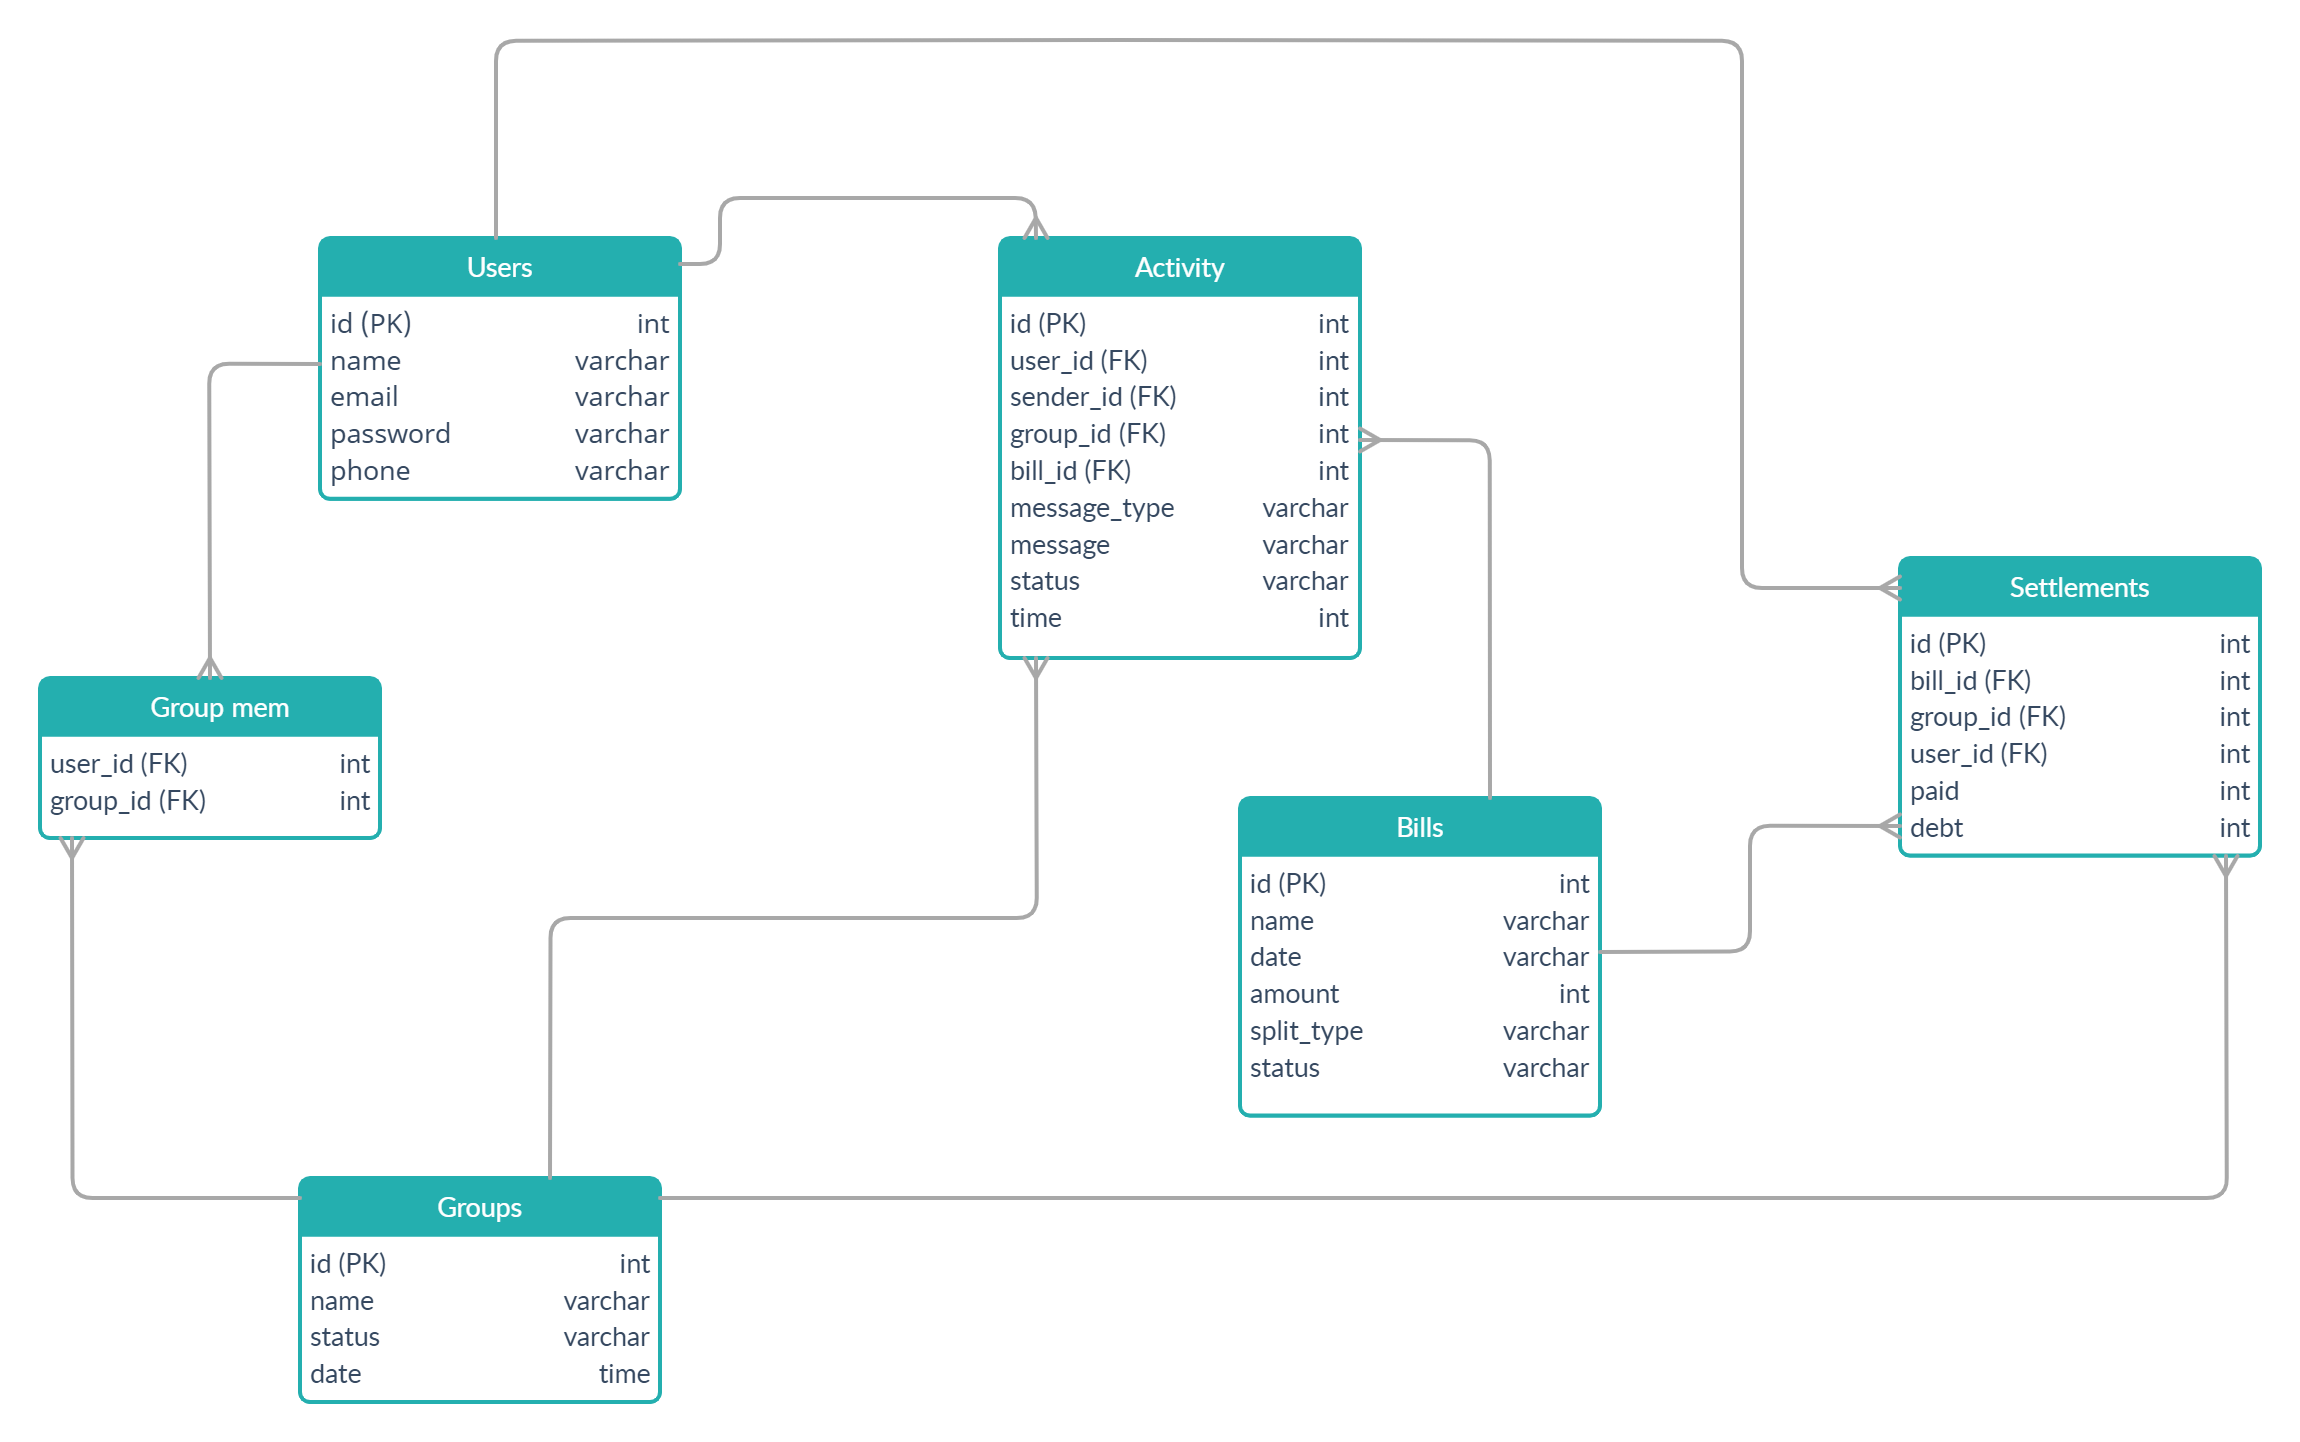 Users
id (PK) int
name varchar
email varchar
password varchar
phone varchar
Activity
id (PK) int
user_id (FK) int
sender_id (FK) int
group_id (FK) int
bill_id (FK) int
message_type varchar
message varchar
status varchar
time int
Settlements
id (PK) int
bill_id (FK) int
group_id (FK) int
user_id (FK) int
paid int
debt int
Group mem
user_id (FK) int
group_id (FK) int
Bills
id (PK) int
name varchar
date varchar
amount int
split_type varchar
status varchar
Groups
id (PK) int
name varchar
status varchar
date time